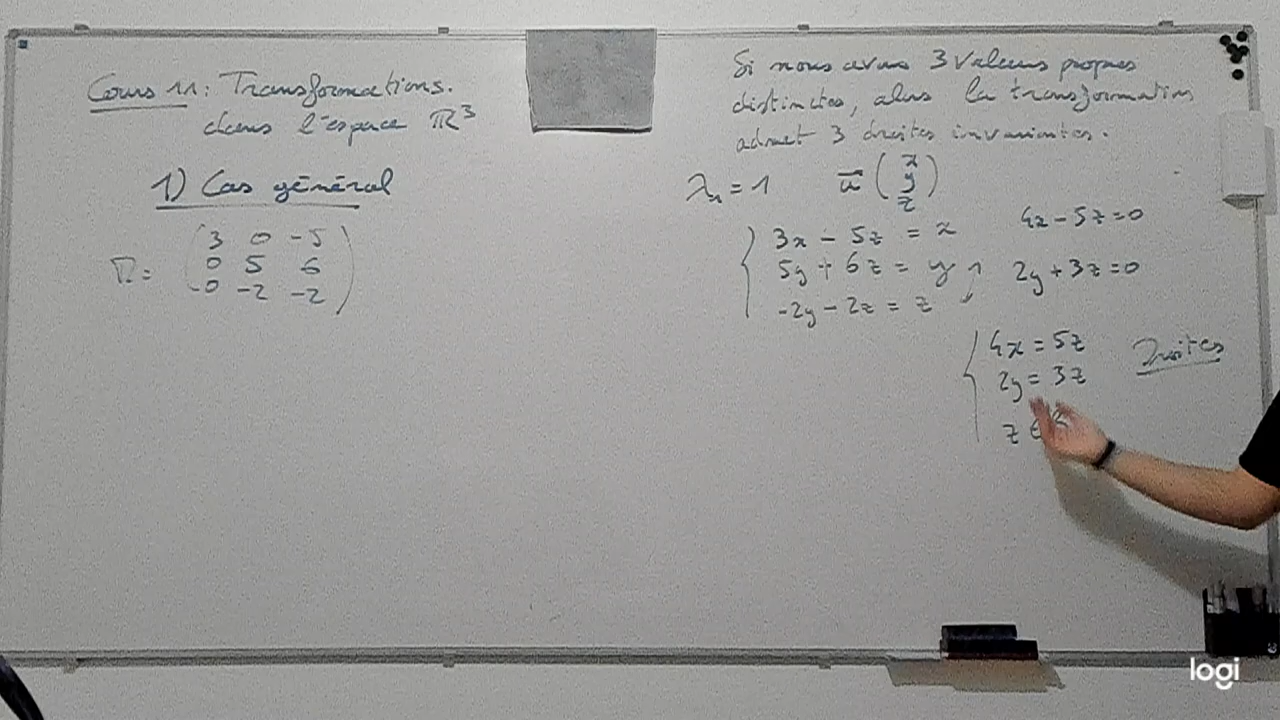 Cours 11: Transformations.
dans l'espace ℝ³
1) Cas général
M = ( 3 0 -5 )
( 0 5 6 )
( 0 -2 -2 )
Si nous avons 3 valeurs propres
distinctes, alors la transformation
admet 3 droites invariantes.
λ₁ = 1 u⃗ ( x y z )
{ 3x - 5z = x
5y + 6z = y
-2y - 2z = z
4x - 5z = 0
2y + 3z = 0
{ 4x = 5z
2y = 3z
z ∈
Droites
logi